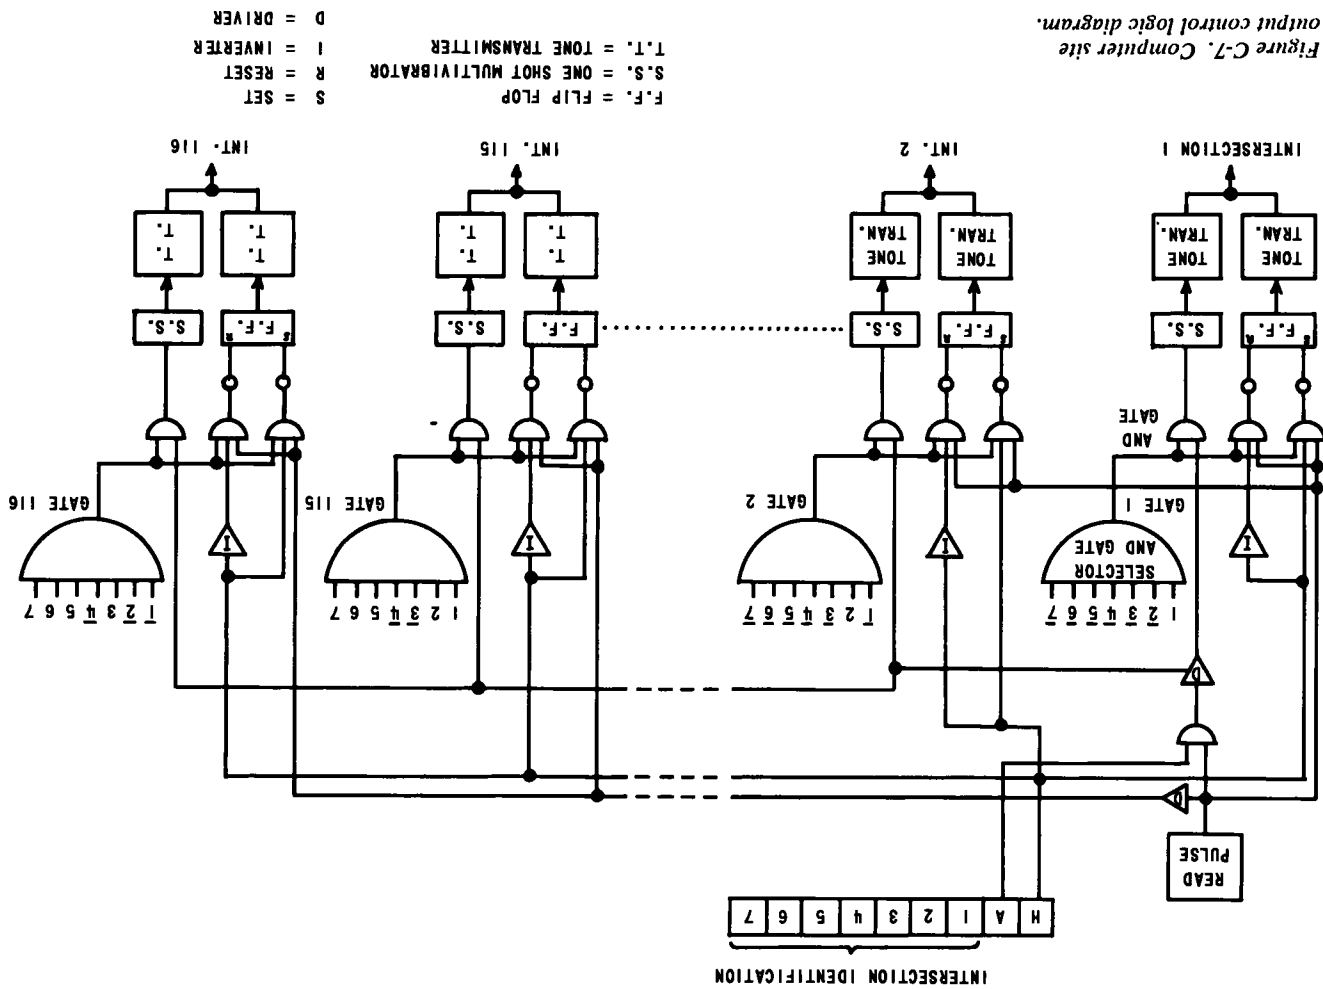 INTERSECTION IDENTIFICATION
H A 1 2 3 4 5 6 7
READ PULSE
D
D
1 2̅ 3̅ 4̅ 5̅ 6̅ 7̅
1̅ 2 3̅ 4̅ 5̅ 6̅ 7̅
1 2 3̅ 4̅ 5 6 7
1̅ 2̅ 3 4̅ 5 6 7
I
SELECTOR
AND GATE
I
I
I
GATE 1
GATE 2
GATE 115
GATE 116
AND
GATE
S F.F. R
S.S.
S F.F. R
S.S.
F.F.
S.S.
S F.F. R
S.S.
TONE
TRAN.
TONE
TRAN.
TONE
TRAN.
TONE
TRAN.
T.
T.
T.
T.
T.
T.
T.
T.
INTERSECTION 1
INT. 2
INT. 115
INT. 116
F.F. = FLIP FLOP
S.S. = ONE SHOT MULTIVIBRATOR
T.T. = TONE TRANSMITTER
S = SET
R = RESET
I = INVERTER
D = DRIVER
Figure C-7. Computer site
output control logic diagram.